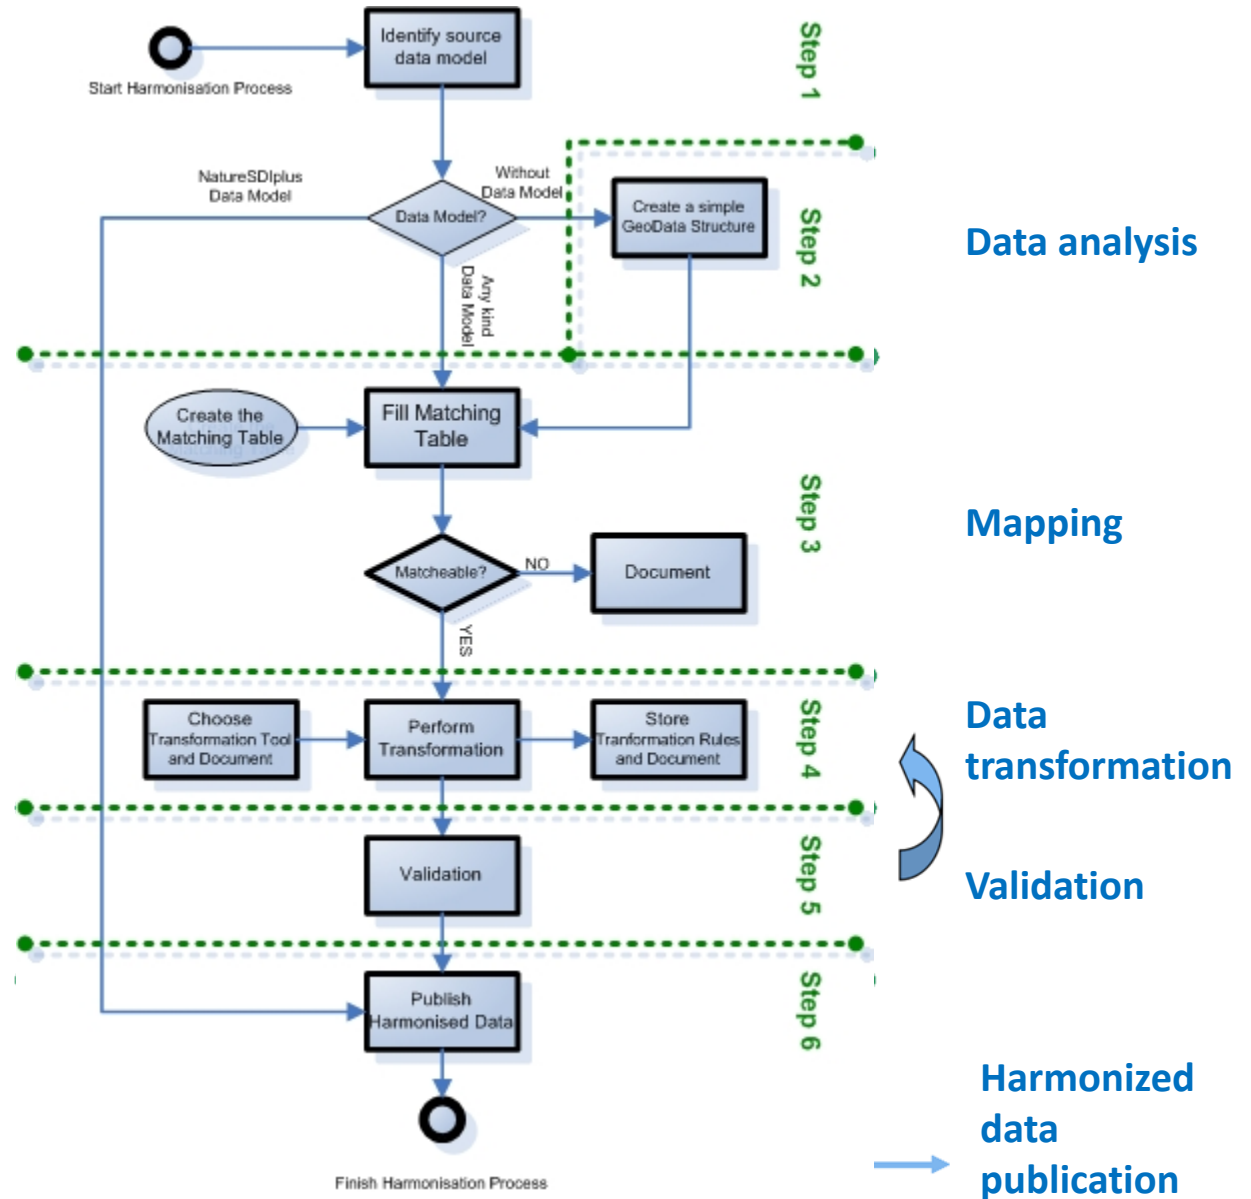 Identify source
data model
Start Harmonisation Process
Step 1
NatureSDIplus
Data Model
Without
Data Model
Data Model?
Create a simple
GeoData Structure
Step 2
Data analysis
Any kind
Data Model
Create the
Matching Table
Fill Matching
Table
Step 3
Mapping
Matcheable?
NO
Document
YES
Choose
Transformation Tool
and Document
Perform
Transformation
Store
Tranformation Rules
and Document
Step 4
Data
transformation
Validation
Step 5
Validation
Publish
Harmonised Data
Step 6
Finish Harmonisation Process
Harmonized
data
publication